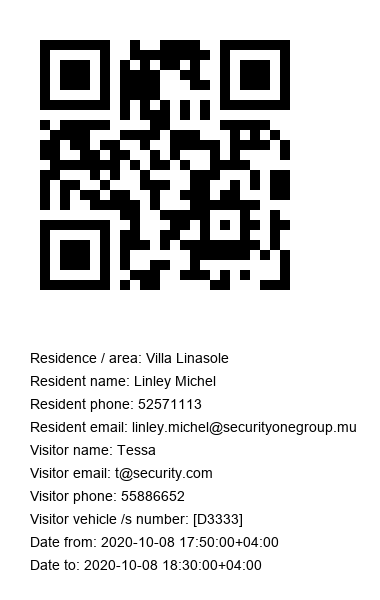 Residence / area: Villa Linasole
Resident name: Linley Michel
Resident phone: 52571113
Resident email: linley.michel@securityonegroup.mu
Visitor name: Tessa
Visitor email: t@security.com
Visitor phone: 55886652
Visitor vehicle /s number: [D3333]
Date from: 2020-10-08 17:50:00+04:00
Date to: 2020-10-08 18:30:00+04:00